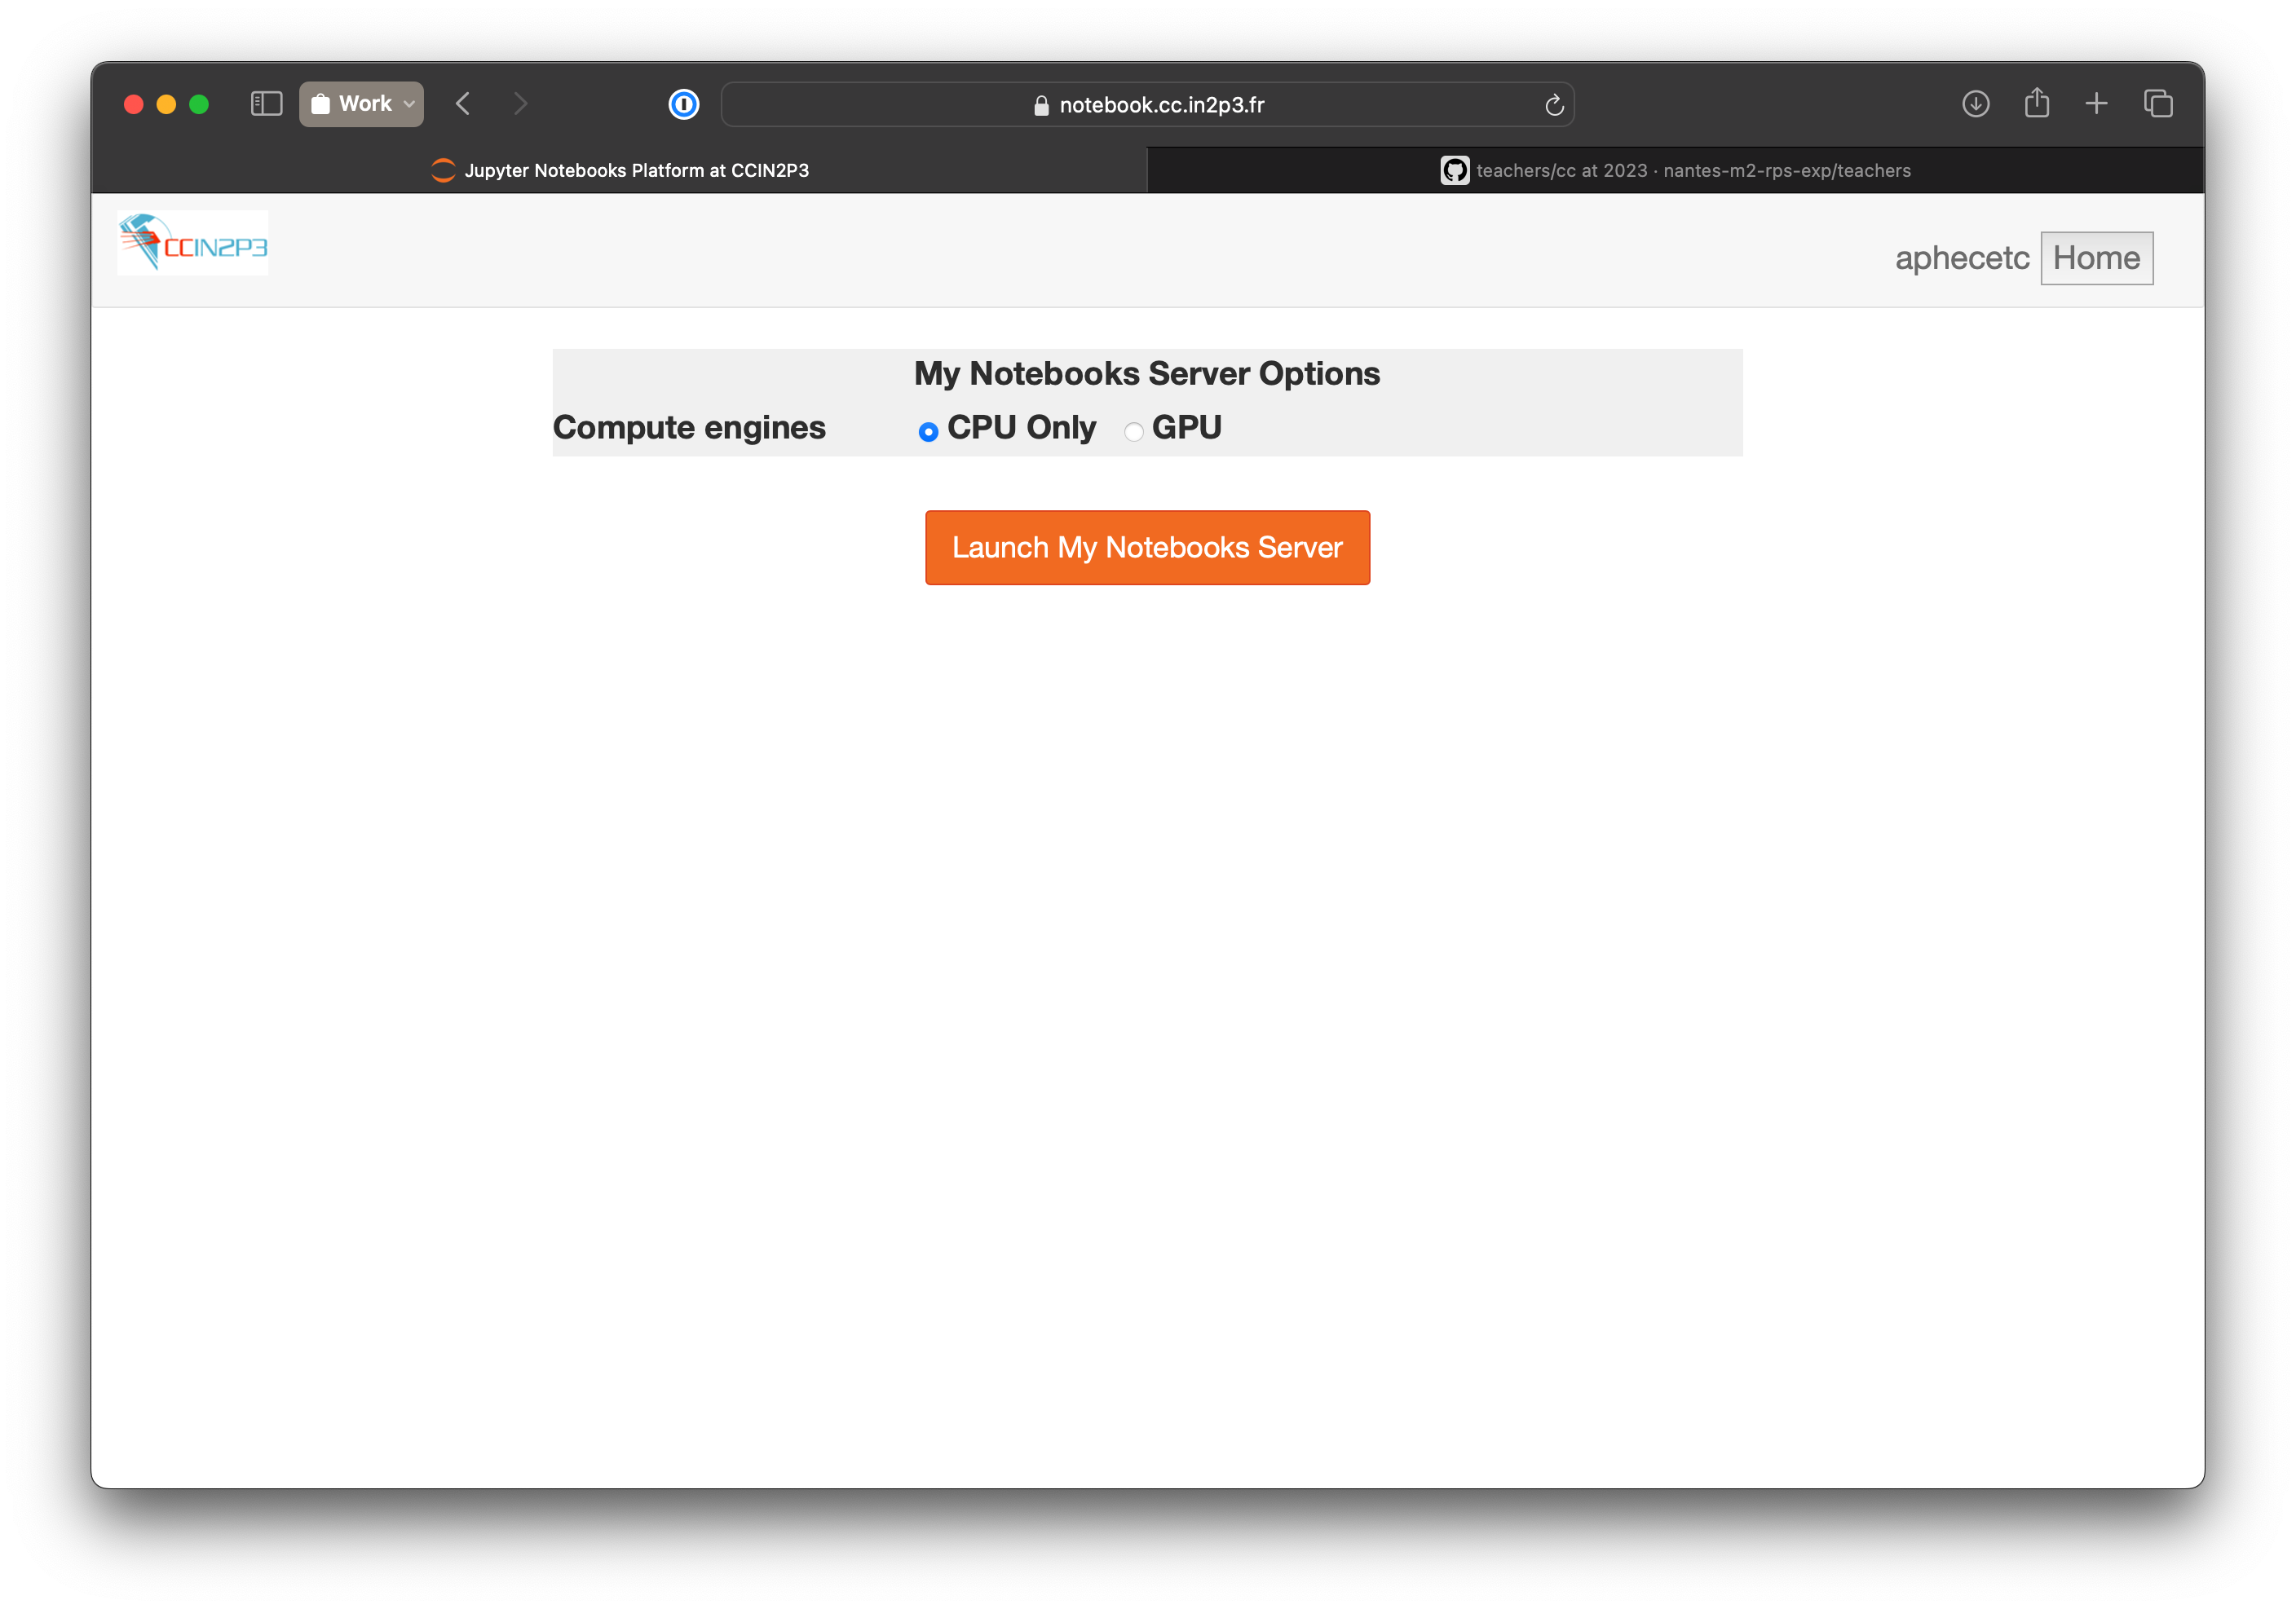 Work
notebook.cc.in2p3.fr
Jupyter Notebooks Platform at CCIN2P3
teachers/cc at 2023 · nantes-m2-rps-exp/teachers
CCIN2P3
aphecetc Home
My Notebooks Server Options
Compute engines CPU Only GPU
Launch My Notebooks Server